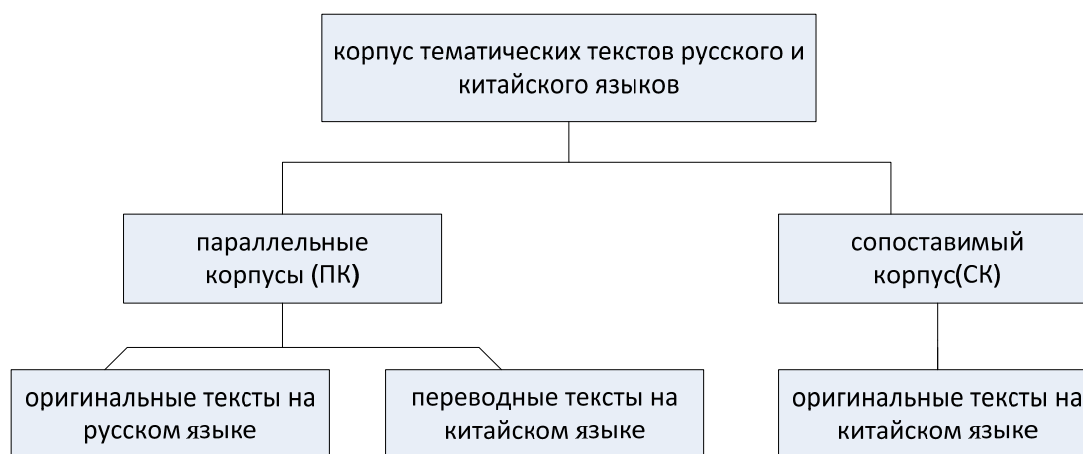 корпус тематических текстов русского и
китайского языков
параллельные
корпусы (ПК)
сопоставимый
корпус(СК)
оригинальные тексты на
русском языке
переводные тексты на
китайском языке
оригинальные тексты на
китайском языке